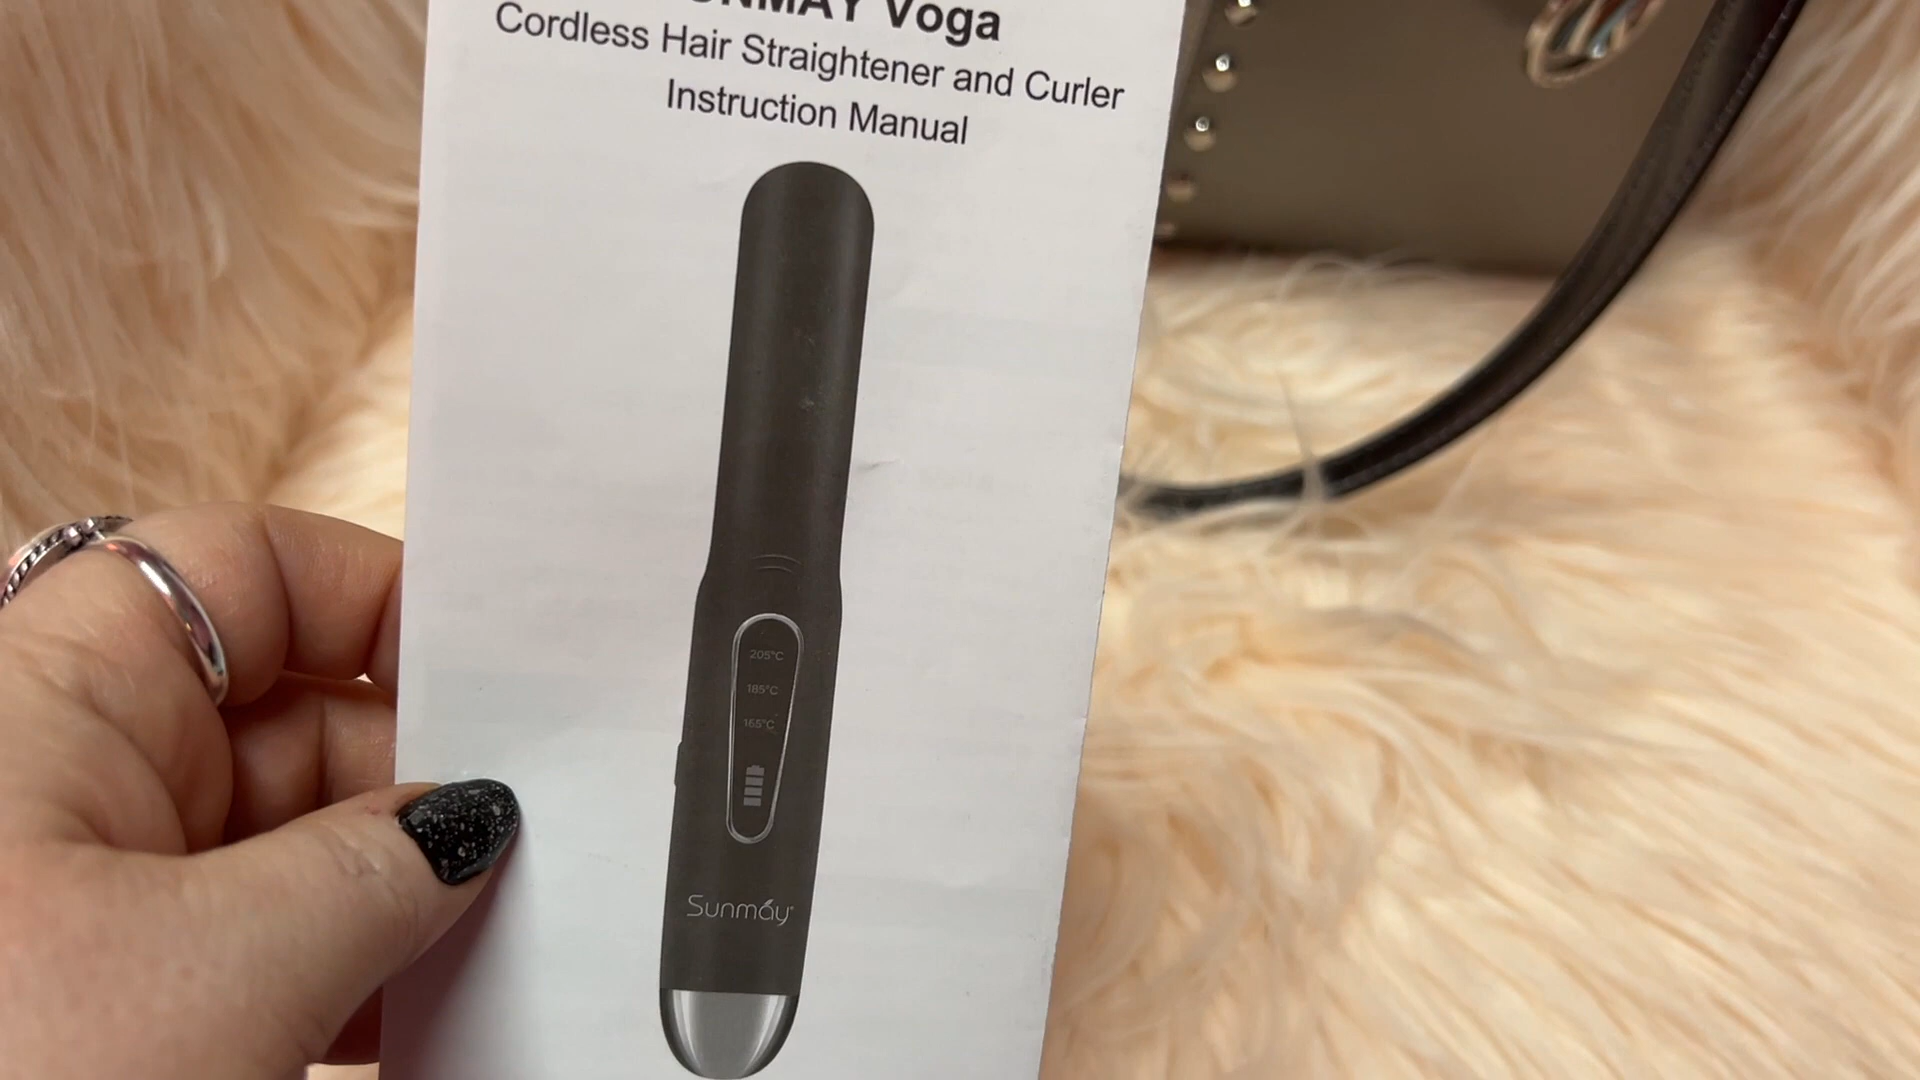 Voga
Cordless Hair Straightener and Curler
Instruction Manual
205°C
185°C
165°C
Sunmay